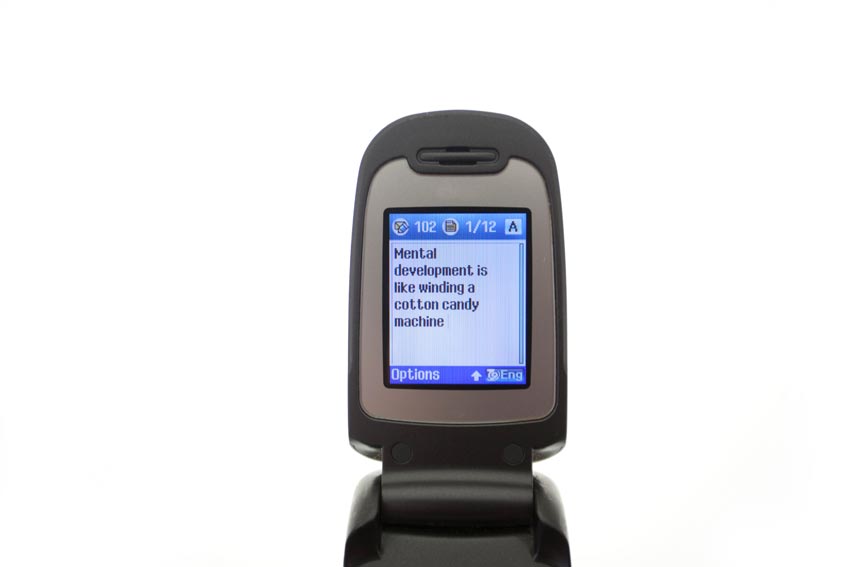 102 1/12 A
Mental
development is
like winding a
cotton candy
machine
Options Eng